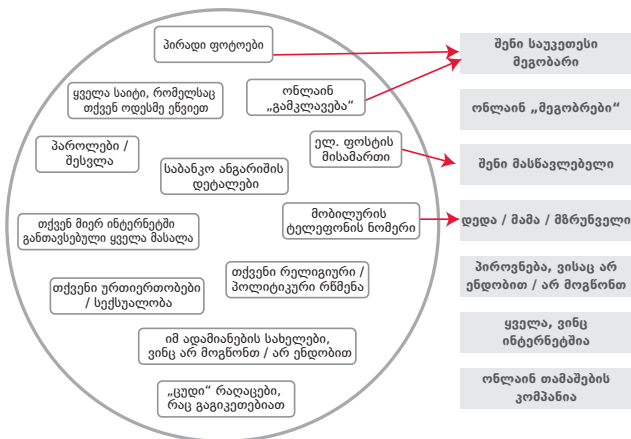 პირადი ფოტოები
ყველა საიტი, რომელსაც
თქვენ ოდესმე ეწვიეთ
ონლაინ
„გამკლავება“
პაროლები /
შესვლა
ელ. ფოსტის
მისამართი
საბანკო ანგარიშის
დეტალები
თქვენ მიერ ინტერნეტში
განთავსებული ყველა მასალა
მობილურის
ტელეფონის ნომერი
თქვენი ურთიერთობები
/ სექსუალობა
თქვენი რელიგიური /
პოლიტიკური რწმენა
იმ ადამიანების სახელები,
ვინც არ მოგწონთ / არ ენდობით
„ცუდი“ რაღაცები,
რაც გაგიკეთებიათ
შენი საუკეთესი
მეგობარი
ონლაინ „მეგობრები“
შენი მასწავლებელი
დედა / მამა / მზრუნველი
პიროვნება, ვისაც არ
ენდობით / არ მოგწონთ
ყველა, ვინც
ინტერნეტშია
ონლაინ თამაშების
კომპანია